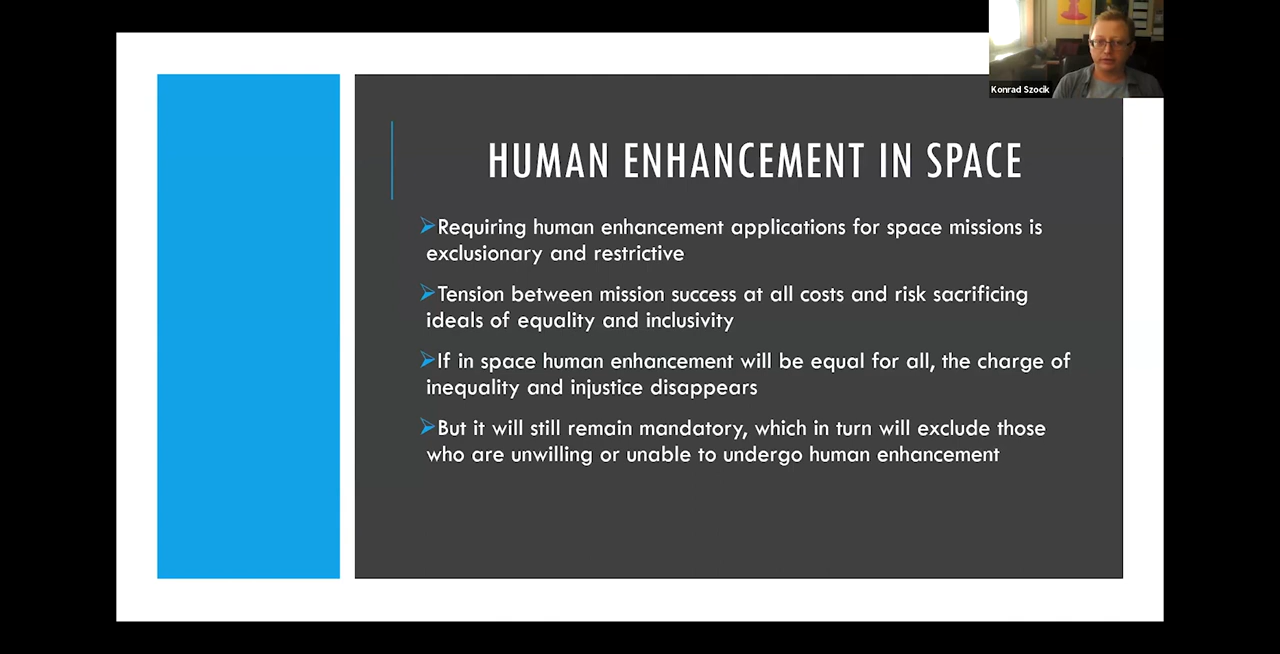 Konrad Szocik
HUMAN ENHANCEMENT IN SPACE
Requiring human enhancement applications for space missions is
exclusionary and restrictive
Tension between mission success at all costs and risk sacrificing
ideals of equality and inclusivity
If in space human enhancement will be equal for all, the charge of
inequality and injustice disappears
But it will still remain mandatory, which in turn will exclude those
who are unwilling or unable to undergo human enhancement